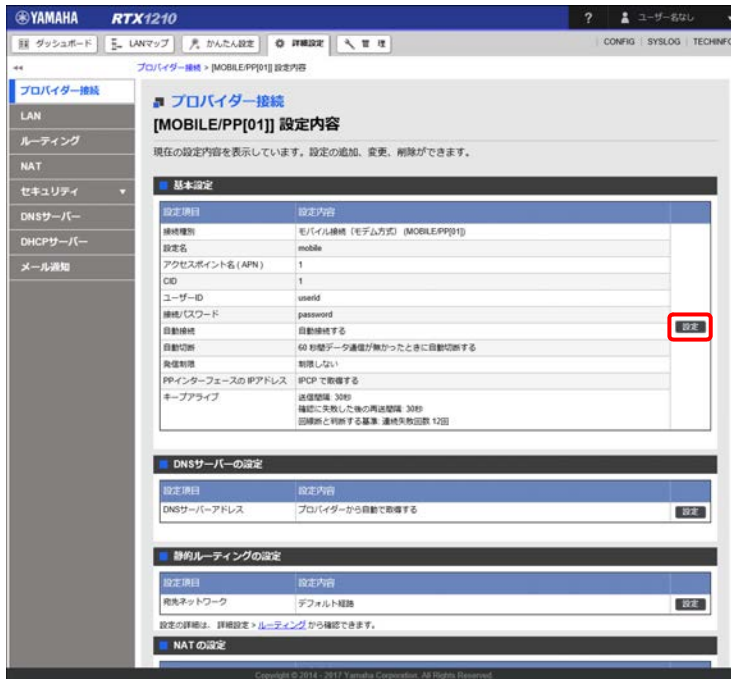 YAMAHA RTX1210 ? ユーザー名なし
ダッシュボード LANマップ かんたん設定 詳細設定 管理 CONFIG SYSLOG TECHINFO
プロバイダー接続 > [MOBILE/PP[01]] 設定内容
プロバイダー接続
LAN
ルーティング
NAT
セキュリティ
DNSサーバー
DHCPサーバー
メール通知
プロバイダー接続
[MOBILE/PP[01]] 設定内容
現在の設定内容を表示しています。設定の追加、変更、削除ができます。
基本設定
設定項目 設定内容
接続種別 モバイル接続（モデム方式） (MOBILE/PP[01])
設定名 mobile
アクセスポイント名 ( APN ) 1
CID 1
ユーザーID userid
接続パスワード password
自動接続 自動接続する
自動切断 60 秒間データ通信が無かったときに自動切断する
発信制限 制限しない
PPインターフェースの IPアドレス IPCP で取得する
キープアライブ 送信間隔: 30秒
確認に失敗した後の再送間隔: 30秒
回線断と判断する基準: 連続失敗回数 12回
設定
DNSサーバーの設定
設定項目 設定内容
DNSサーバーアドレス プロバイダーから自動で取得する 設定
静的ルーティングの設定
設定項目 設定内容
宛先ネットワーク デフォルト経路 設定
設定の詳細は、詳細設定 > ルーティング から確認できます。
NAT の設定
Copyright © 2014 - 2017 Yamaha Corporation. All Rights Reserved.